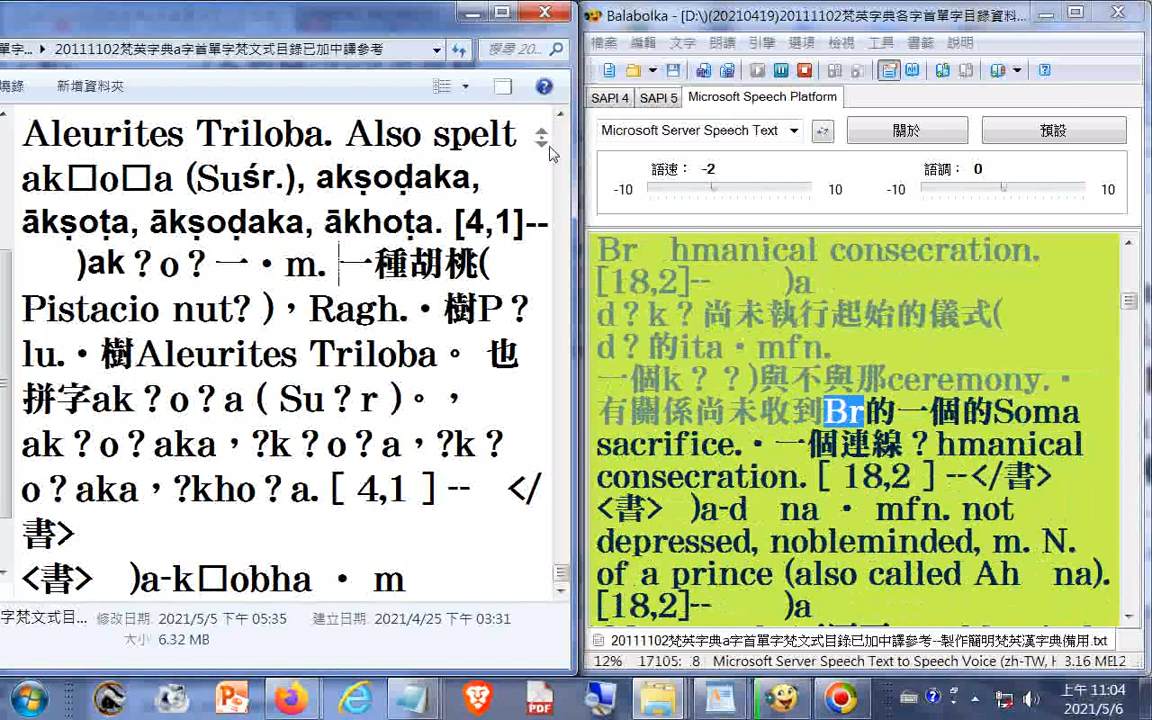 單字... ▸ 20111102梵英字典a字首單字梵文式目錄已加中譯參考
搜尋 20...
燒錄 新增資料夾
Aleurites Triloba. Also spelt
ak□o□a (Suśr.), akṣoḍaka,
ākṣoṭa, ākṣoḍaka, ākhoṭa. [4,1]--
)ak？o？一・m. 一種胡桃(
Pistacio nut? )，Ragh.・樹P？
lu.・樹Aleurites Triloba。 也
拼字ak？o？a ( Su？r )。，
ak？o？aka，?k？o？a，?k？
o？aka，?kho？a. [ 4,1 ] -- </
書>
<書> )a-k□obha ・ m
字梵文式目... 修改日期: 2021/5/5 下午 05:35 建立日期: 2021/4/25 下午 03:31
大小: 6.32 MB
Balabolka - [D:\)(20210419)20111102梵英字典各字首單字目錄資料...
檔案 編輯 文字 朗讀 引擎 選項 檢視 工具 書籤 說明
SAPI 4 SAPI 5 Microsoft Speech Platform
Microsoft Server Speech Text 關於 預設
語速： -2 語調： 0
-10 10 -10 10
Br hmanical consecration.
[18,2]-- )a
d？k？尚未執行起始的儀式(
d？的ita・mfn.
一個k？？)與不與那ceremony.・
有關係尚未收到Br的一個的Soma
sacrifice.・一個連線？hmanical
consecration. [ 18,2 ] --</書>
<書> )a-d na ・ mfn. not
depressed, nobleminded, m. N.
of a prince (also called Ah na).
[18,2]-- )a
20111102梵英字典a字首單字梵文式目錄已加中譯參考--製作簡明梵英漢字典備用.txt
12% 17105: 8 Microsoft Server Speech Text to Speech Voice (zh-TW, H 3.16 ME12
上午 11:04
2021/5/6